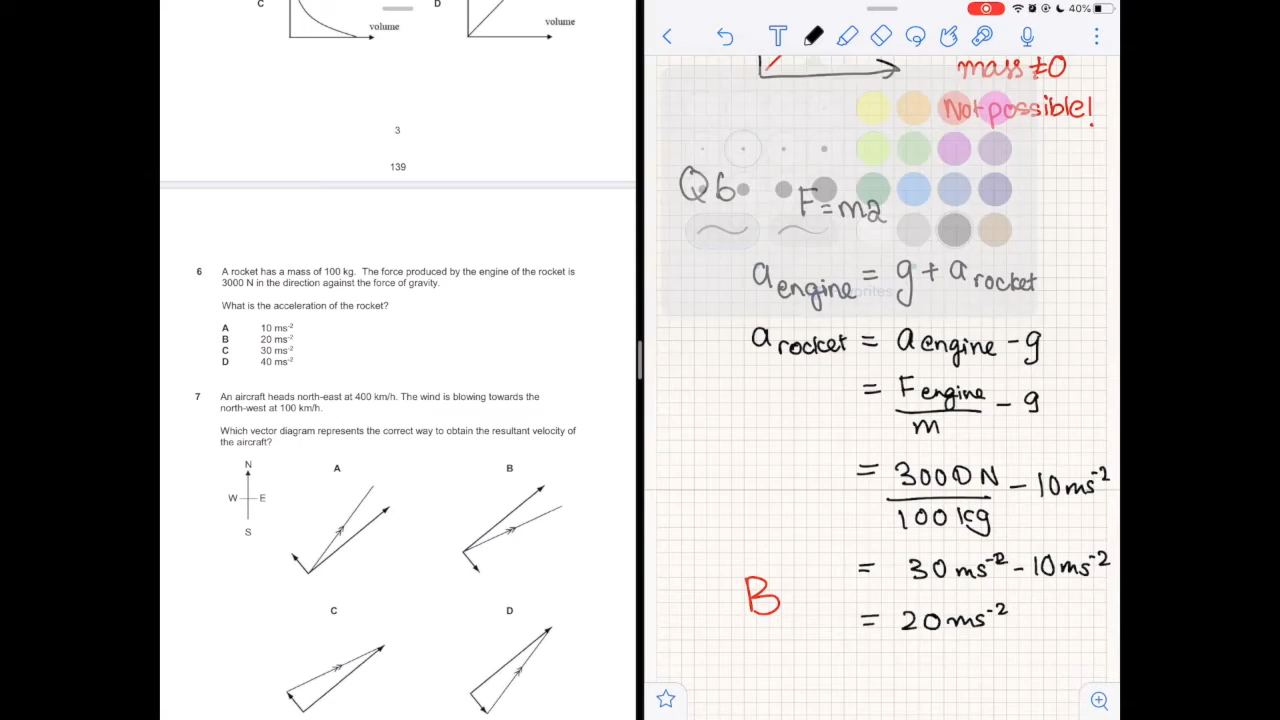 C
volume
D
volume
3
139
6 A rocket has a mass of 100 kg. The force produced by the engine of the rocket is
3000 N in the direction against the force of gravity.
What is the acceleration of the rocket?
A 10 ms-2
B 20 ms-2
C 30 ms-2
D 40 ms-2
7 An aircraft heads north-east at 400 km/h. The wind is blowing towards the
north-west at 100 km/h.
Which vector diagram represents the correct way to obtain the resultant velocity of
the aircraft?
N
W E
S
A
B
C
D
40%
T
mass ≠0
Not possible!
Q6
F=ma
a engine = g + a rocket
a rocket = a engine - g
= F engine / m - g
= 3000 N / 100 kg - 10 ms-2
= 30 ms-2 - 10 ms-2
B
= 20 ms-2